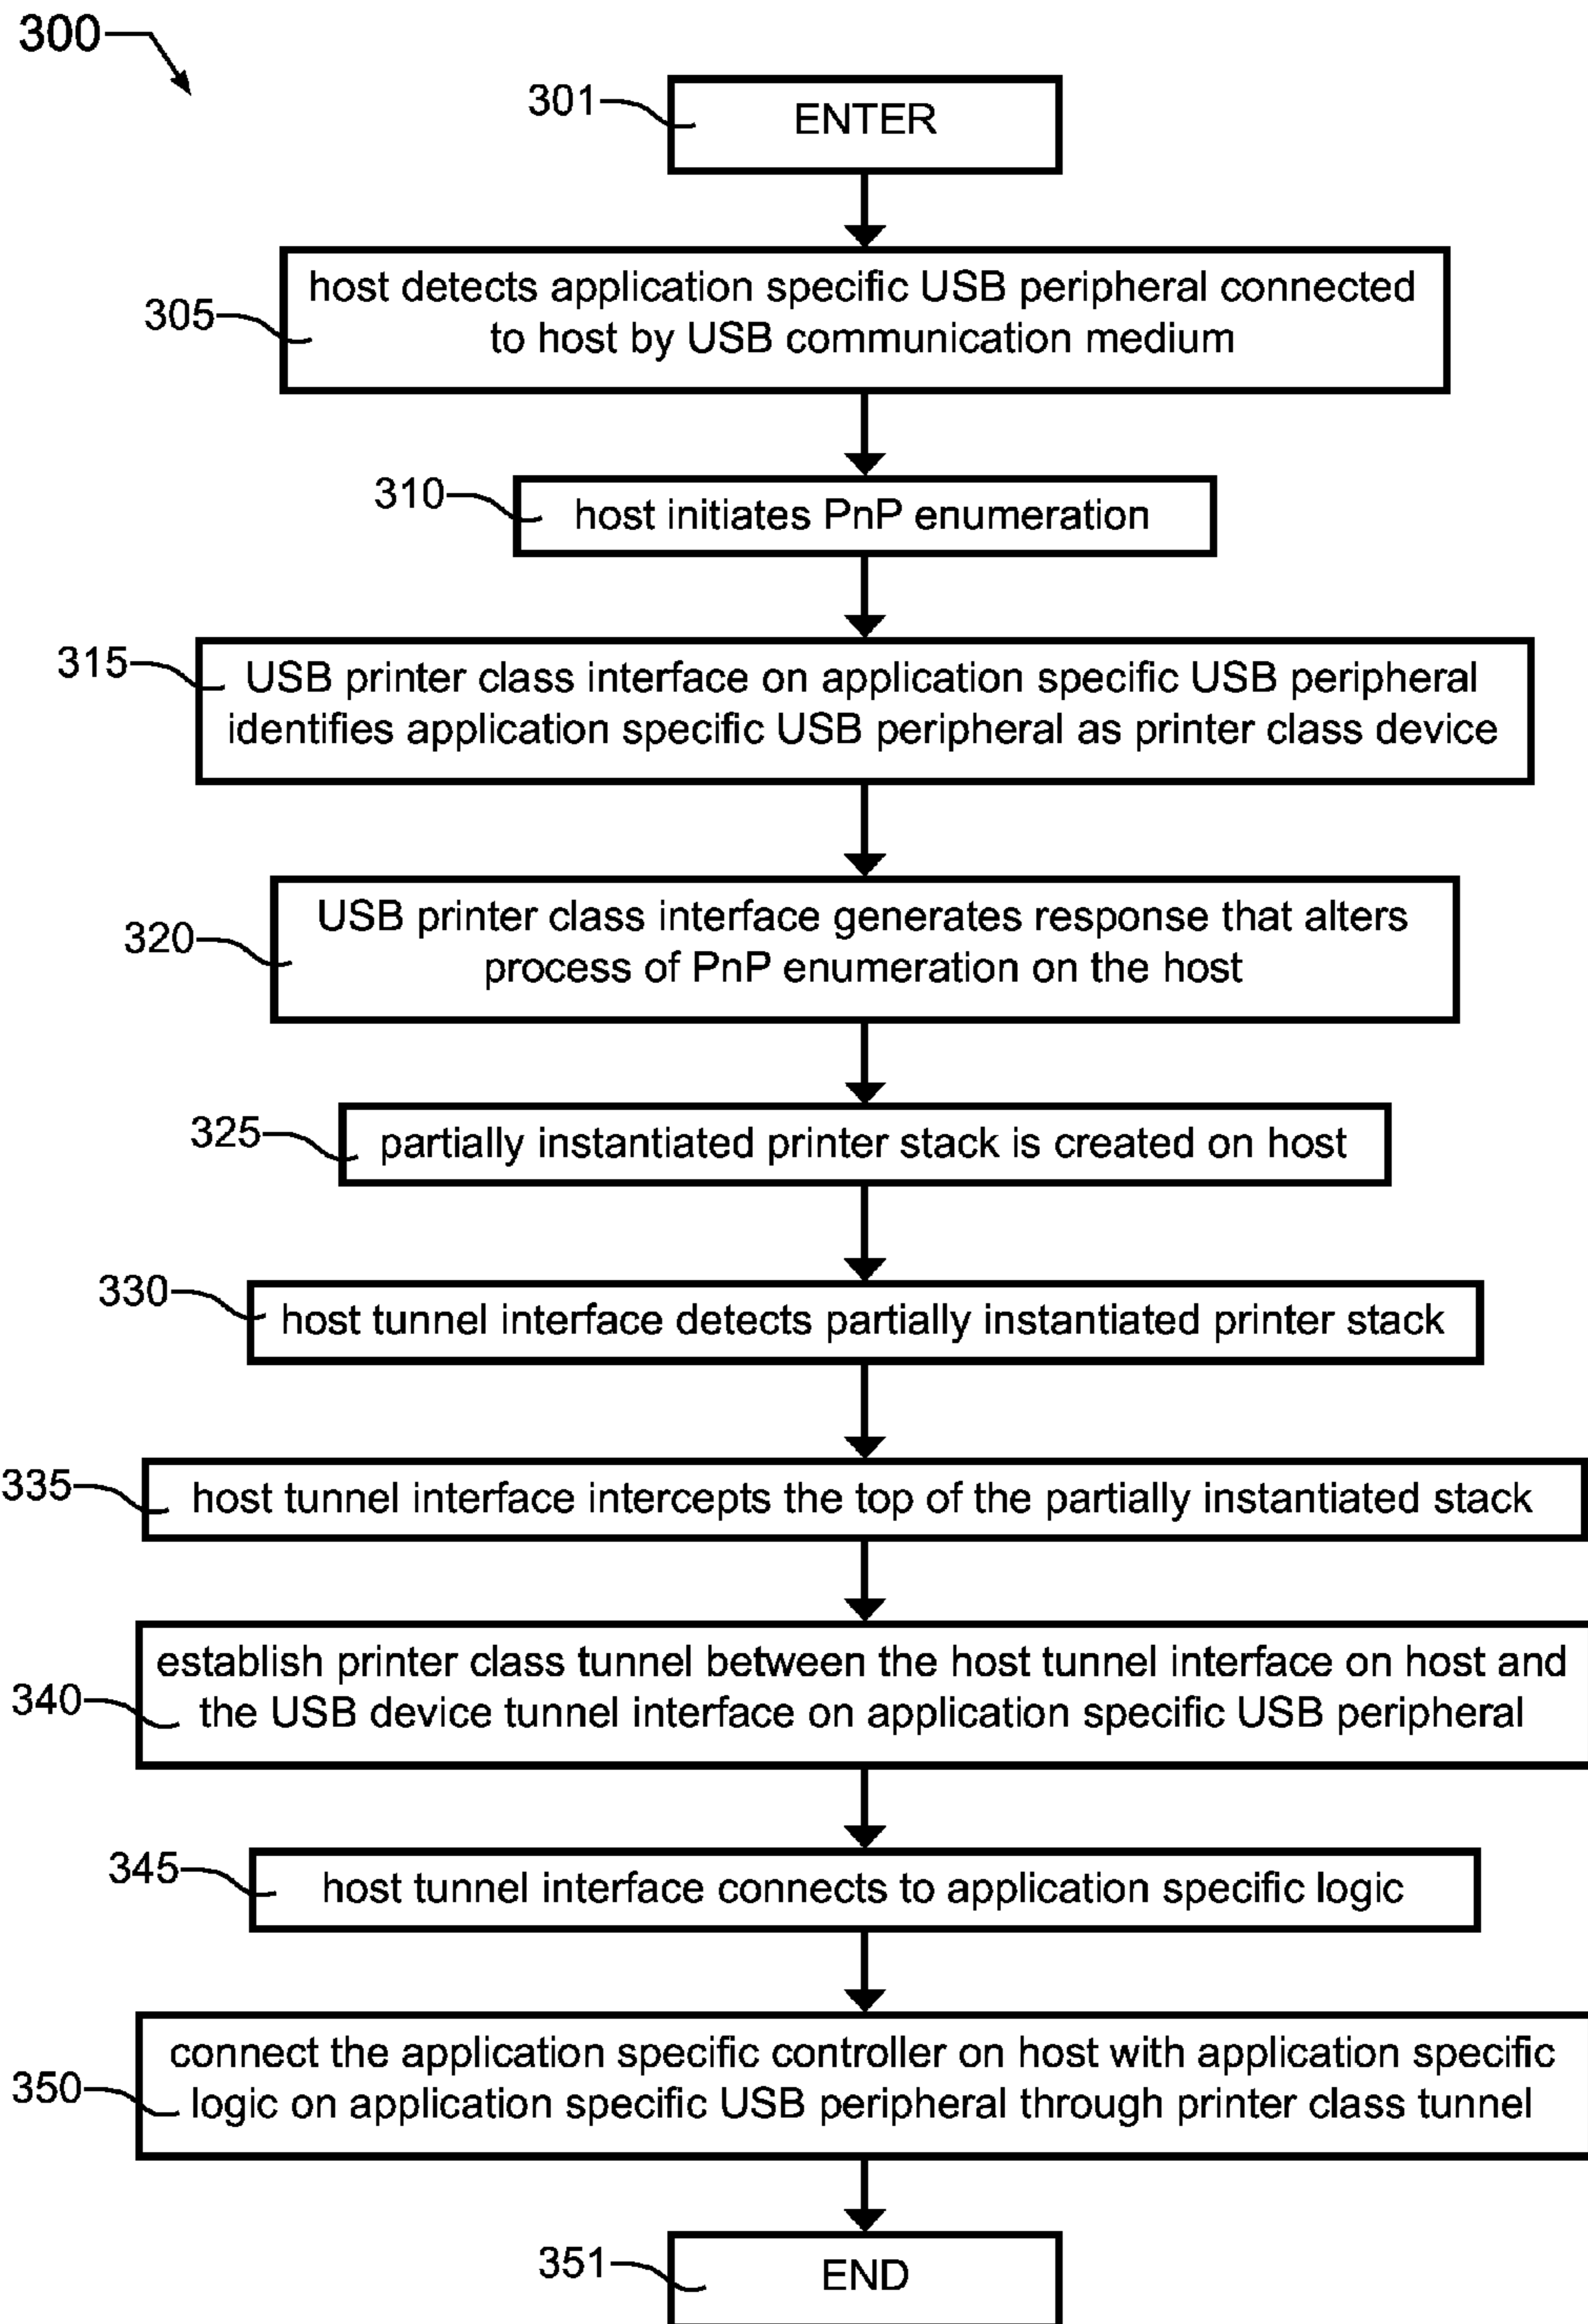 300
301
ENTER
305
host detects application specific USB peripheral connected
to host by USB communication medium
310
host initiates PnP enumeration
315
USB printer class interface on application specific USB peripheral
identifies application specific USB peripheral as printer class device
320
USB printer class interface generates response that alters
process of PnP enumeration on the host
325
partially instantiated printer stack is created on host
330
host tunnel interface detects partially instantiated printer stack
335
host tunnel interface intercepts the top of the partially instantiated stack
340
establish printer class tunnel between the host tunnel interface on host and
the USB device tunnel interface on application specific USB peripheral
345
host tunnel interface connects to application specific logic
350
connect the application specific controller on host with application specific
logic on application specific USB peripheral through printer class tunnel
351
END